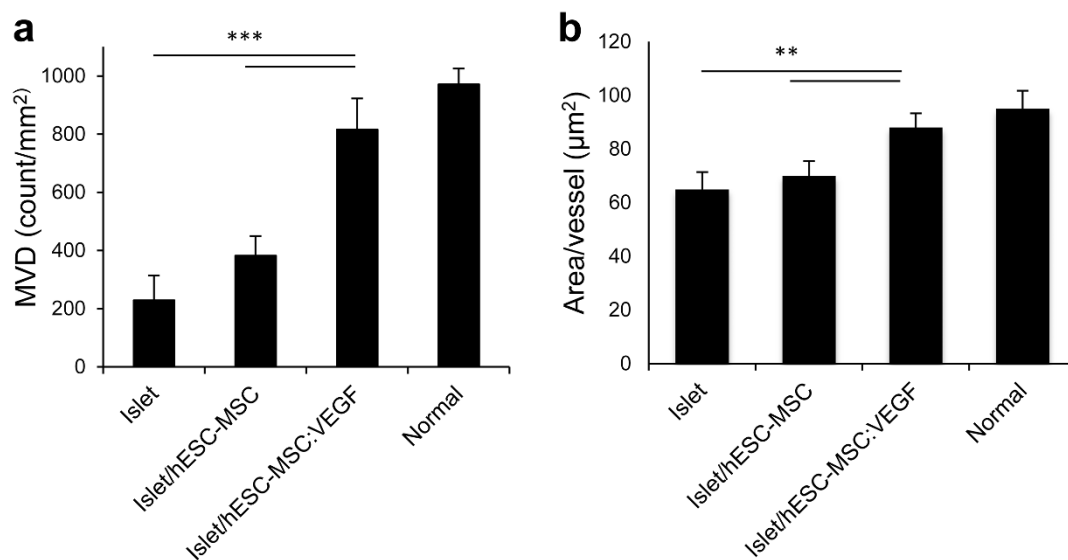 a
***
MVD (count/mm²)
1000
800
600
400
200
0
Islet
Islet/hESC-MSC
Islet/hESC-MSC:VEGF
Normal
b
**
Area/vessel (µm²)
120
100
80
60
40
20
0
Islet
Islet/hESC-MSC
Islet/hESC-MSC:VEGF
Normal